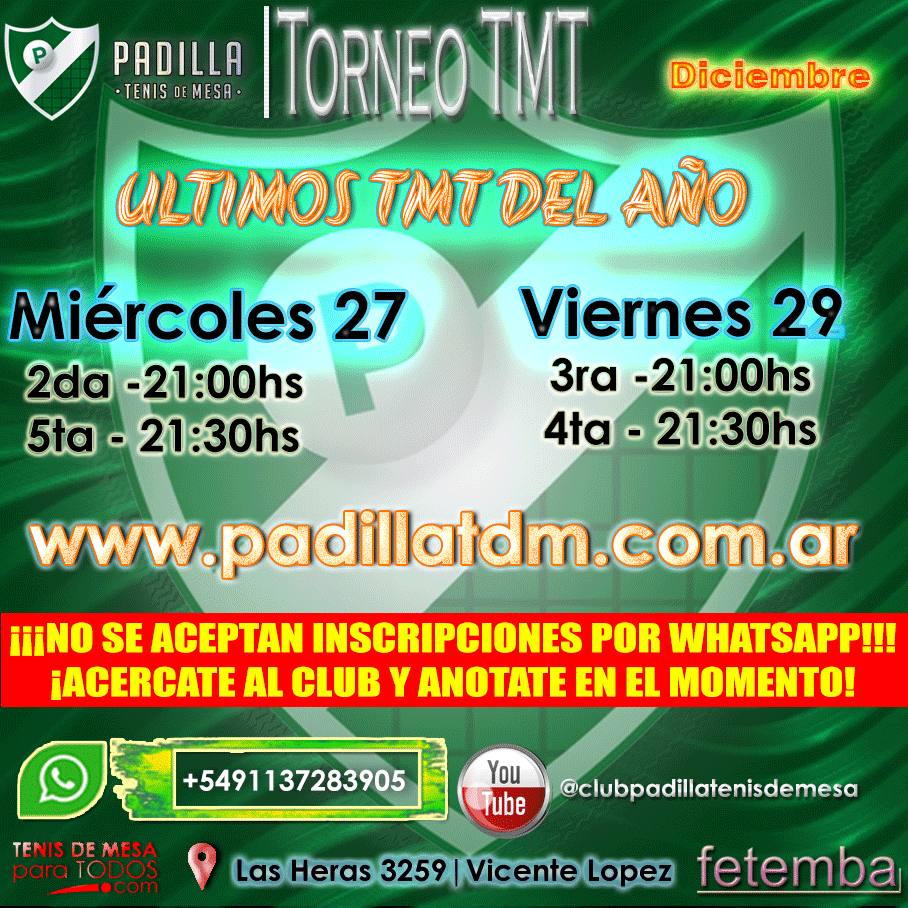 P
PADILLA
· TENIS DE MESA ·
TORNEO TMT
Diciembre
ULTIMOS TMT DEL AÑO
P
Miércoles 27
2da -21:00hs
5ta - 21:30hs
Viernes 29
3ra -21:00hs
4ta - 21:30hs
www.padillatdm.com.ar
¡¡¡NO SE ACEPTAN INSCRIPCIONES POR WHATSAPP!!!
¡ACERCATE AL CLUB Y ANOTATE EN EL MOMENTO!
+5491137283905
You
Tube
@clubpadillatenisdemesa
TENIS DE MESA
para TODOS
.com
Las Heras 3259|Vicente Lopez
fetemba